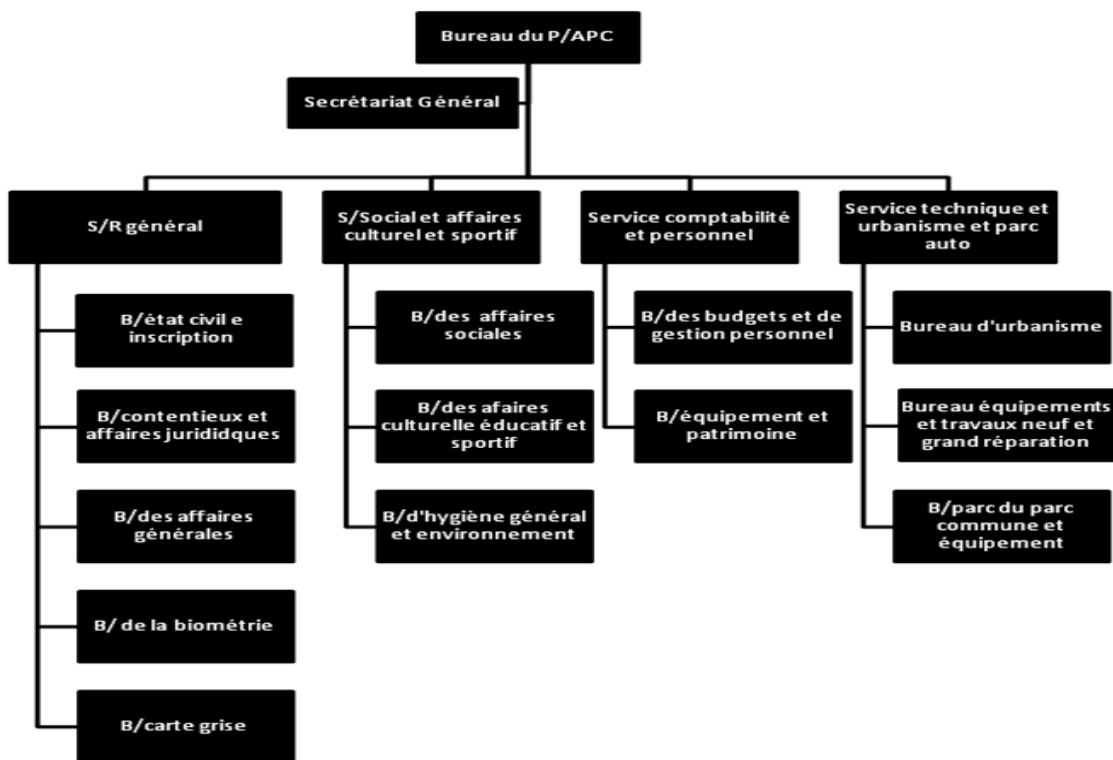 Bureau du P/APC
Secrétariat Général
S/R général
B/état civil e
inscription
B/contentieux et
affaires jurididques
B/des affaires
générales
B/ de la biométrie
B/carte grise
S/Social et affaires
culturel et sportif
B/des affaires
sociales
B/des afaires
culturelle éducatif et
sportif
B/d'hygiène général
et environnement
Service comptabilité
et personnel
B/des budgets et de
gestion personnel
B/équipement et
patrimoine
Service technique et
urbanisme et parc
auto
Bureau d'urbanisme
Bureau équipements
et travaux neuf et
grand réparation
B/parc du parc
commune et
équipement